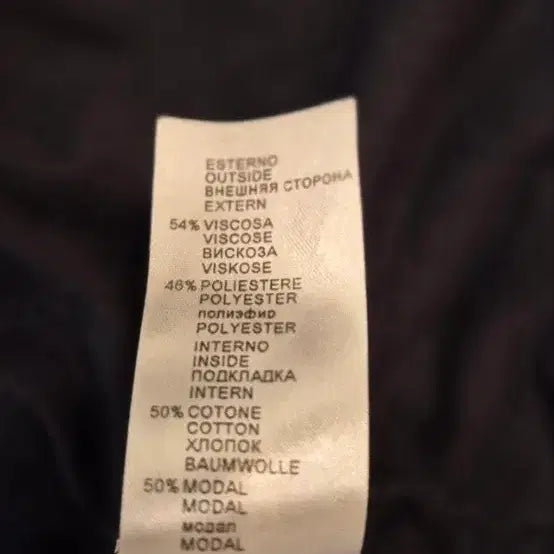 ESTERNO
OUTSIDE
ВНЕШНЯЯ СТОРОНА
EXTERN
54% VISCOSA
VISCOSE
ВИСКОЗА
VISKOSE
46% POLIESTERE
POLYESTER
полиэфир
POLYESTER
INTERNO
INSIDE
ПОДКЛАДКА
INTERN
50% COTONE
COTTON
ХЛОПОК
BAUMWOLLE
50% MODAL
MODAL
модал
MODAL